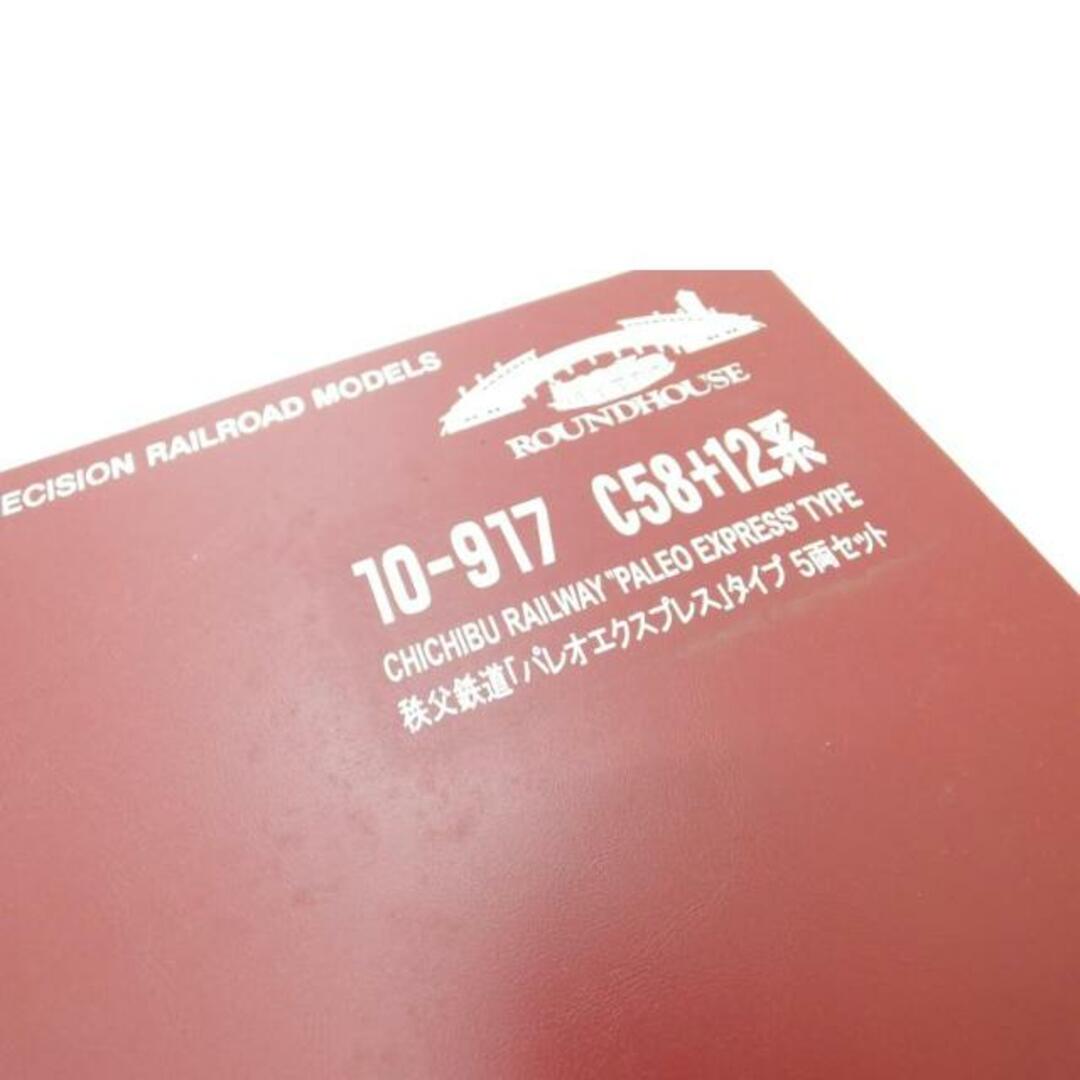 ECISION RAILROAD MODELS
ROUNDHOUSE
10-917 C58+12系
CHICHIBU RAILWAY "PALEO EXPRESS" TYPE
秩父鉄道「パレオエクスプレス」タイプ 5両セット